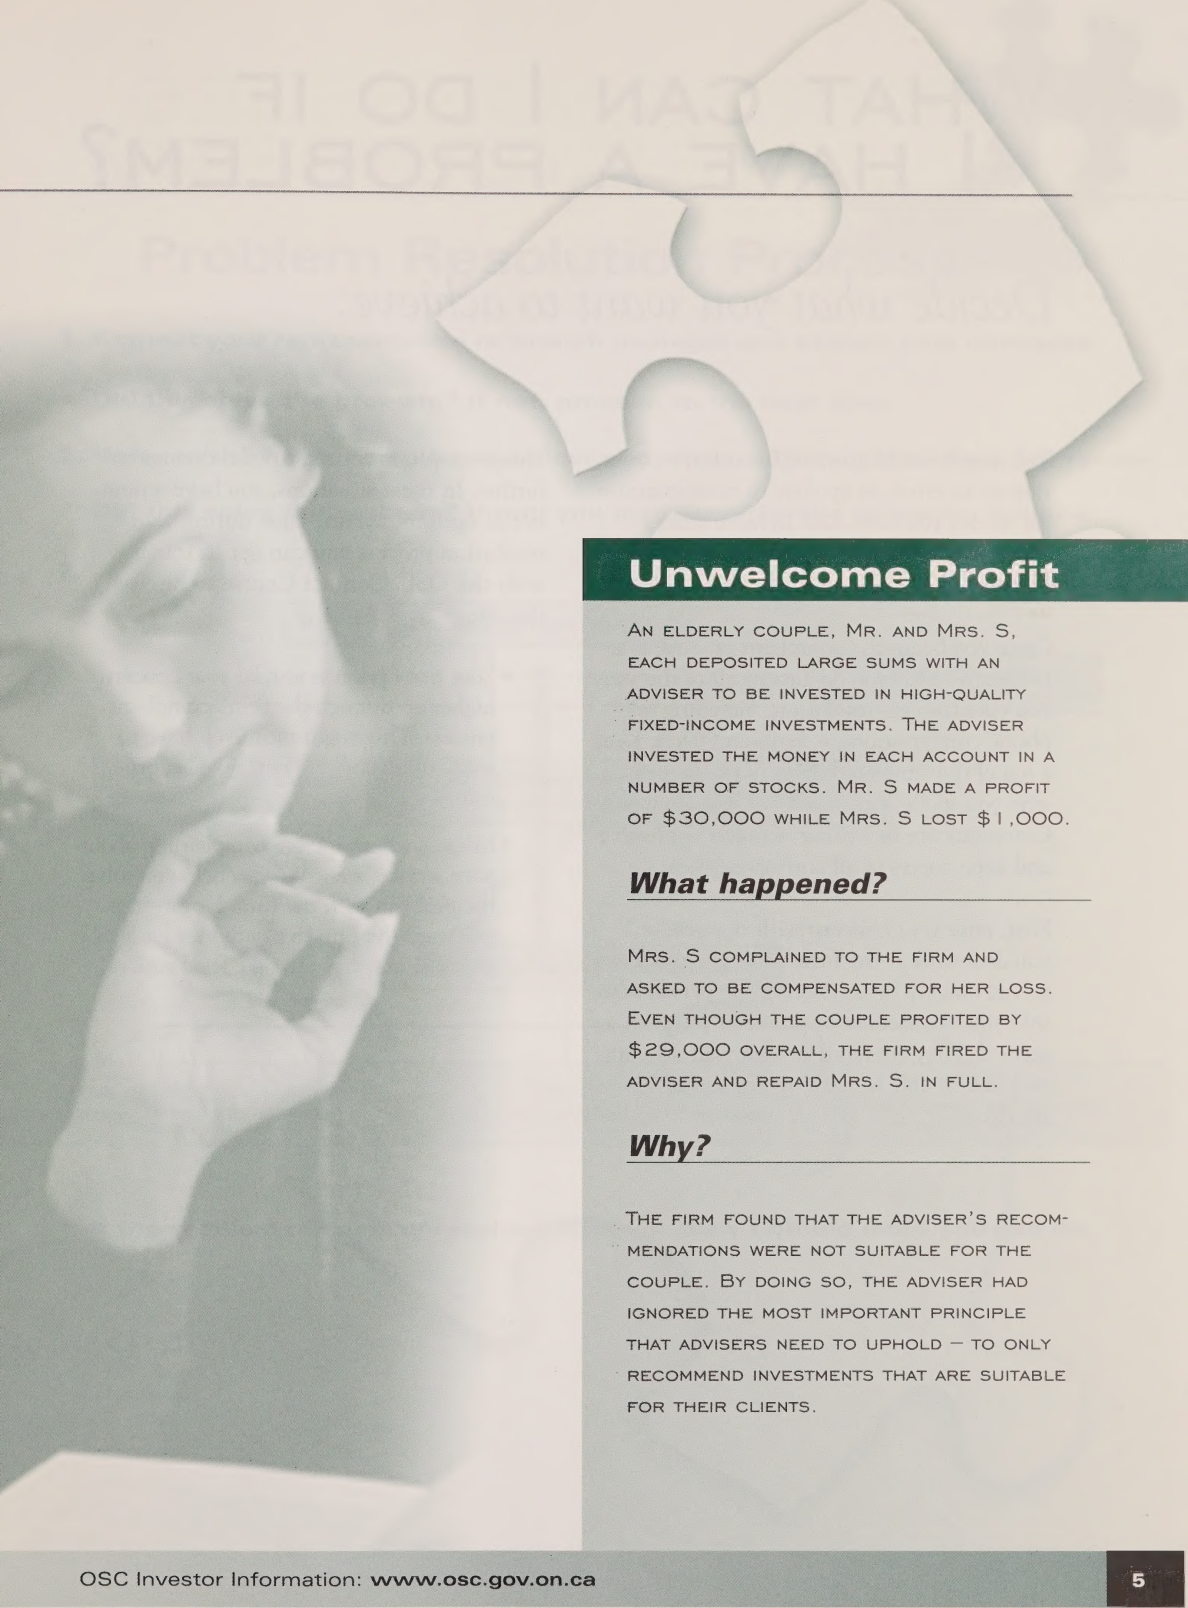 Unwelcome Profit
An elderly couple, Mr. and Mrs. S,
each deposited large sums with an
adviser to be invested in high-quality
fixed-income investments. The adviser
invested the money in each account in a
number of stocks. Mr. S made a profit
of $30,000 while Mrs. S lost $1,000.
What happened?
Mrs. S complained to the firm and
asked to be compensated for her loss.
Even though the couple profited by
$29,000 overall, the firm fired the
adviser and repaid Mrs. S. in full.
Why?
The firm found that the adviser's recom-
mendations were not suitable for the
couple. By doing so, the adviser had
ignored the most important principle
that advisers need to uphold – to only
recommend investments that are suitable
for their clients.
OSC Investor Information: www.osc.gov.on.ca
5